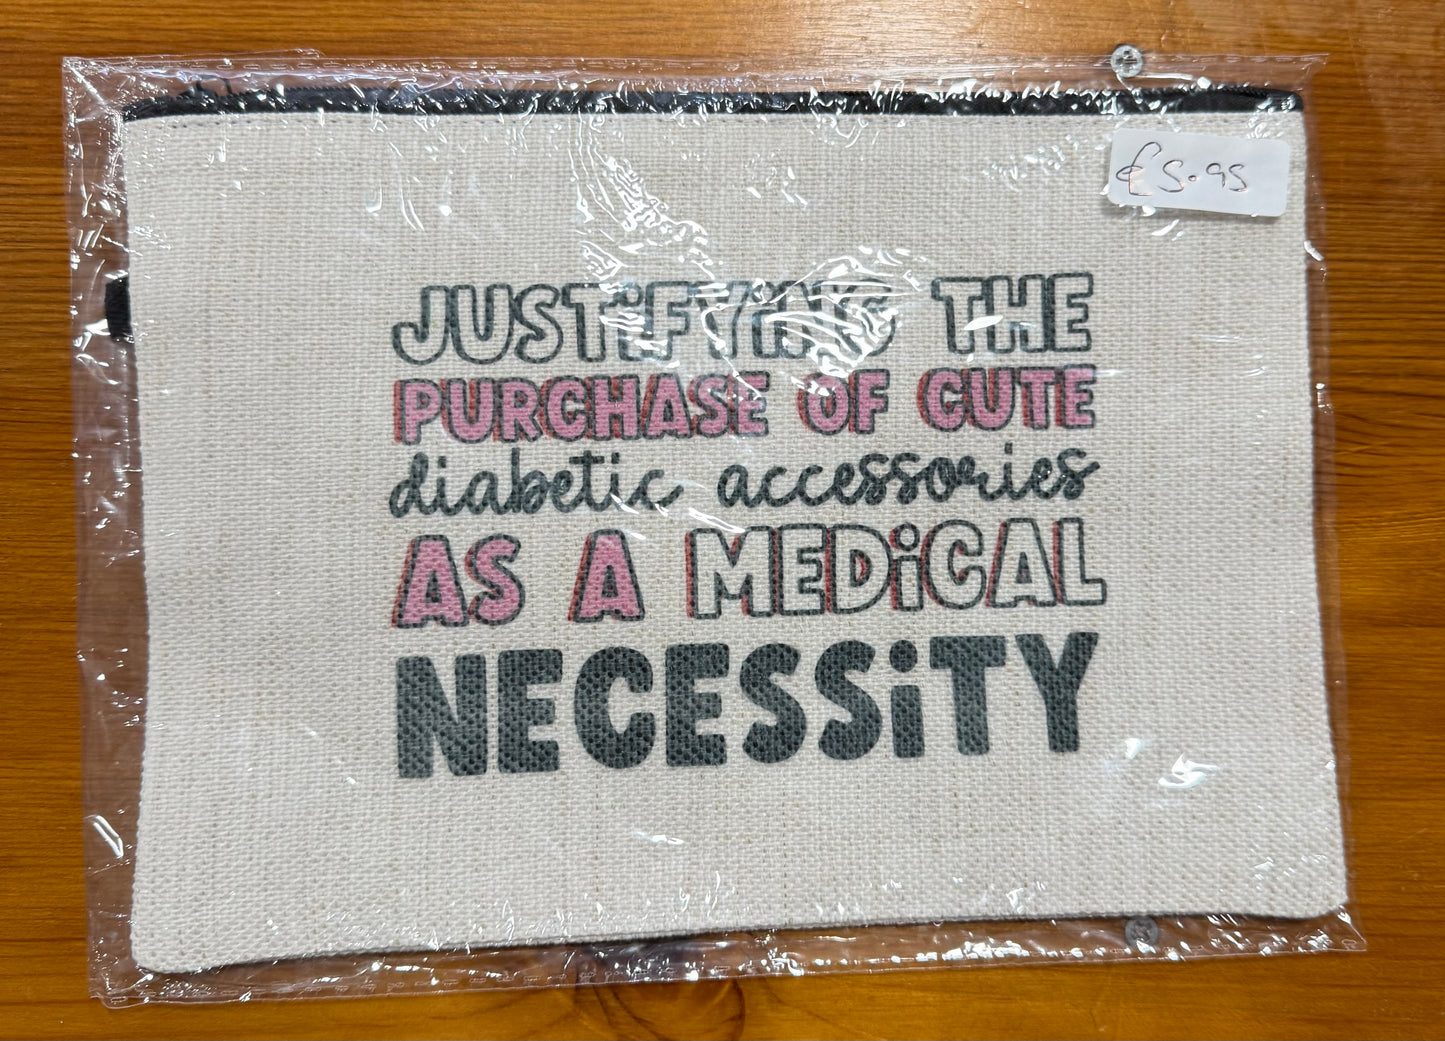 £5.95
JUSTiFYiNG THE
PURCHASE OF CUTE
diabetic accessories
AS A MEDiCAL
NECESSiTY